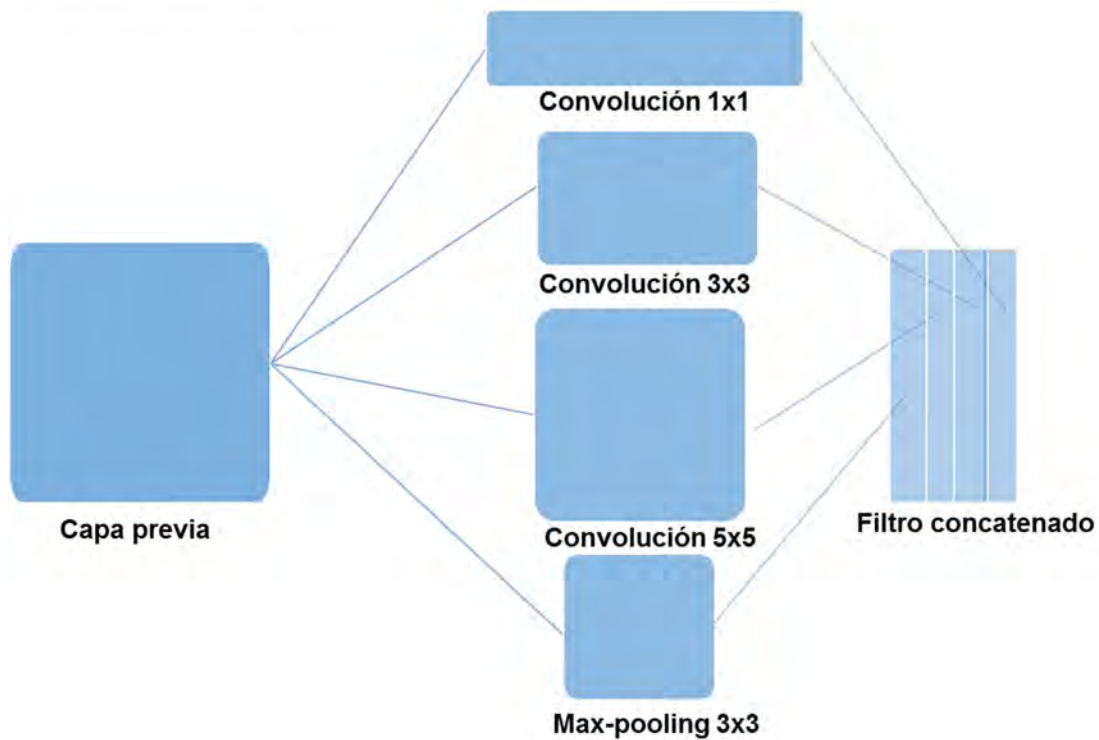 Convolución 1x1
Convolución 3x3
Capa previa
Convolución 5x5
Filtro concatenado
Max-pooling 3x3